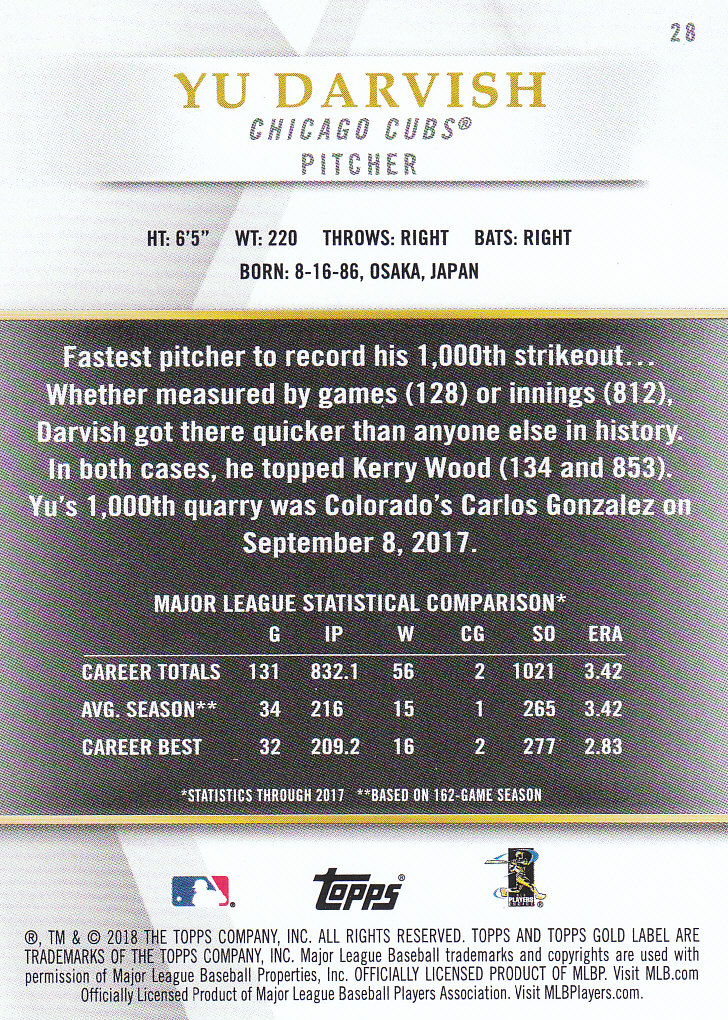 28
YU DARVISH
CHICAGO CUBS®
PITCHER
HT: 6'5" WT: 220 THROWS: RIGHT BATS: RIGHT
BORN: 8-16-86, OSAKA, JAPAN
Fastest pitcher to record his 1,000th strikeout...
Whether measured by games (128) or innings (812),
Darvish got there quicker than anyone else in history.
In both cases, he topped Kerry Wood (134 and 853).
Yu's 1,000th quarry was Colorado's Carlos Gonzalez on
September 8, 2017.
MAJOR LEAGUE STATISTICAL COMPARISON*
G IP W CG SO ERA
CAREER TOTALS 131 832.1 56 2 1021 3.42
AVG. SEASON** 34 216 15 1 265 3.42
CAREER BEST 32 209.2 16 2 277 2.83
*STATISTICS THROUGH 2017 **BASED ON 162-GAME SEASON
topps®
PLAYERS
®, TM & © 2018 THE TOPPS COMPANY, INC. ALL RIGHTS RESERVED. TOPPS AND TOPPS GOLD LABEL ARE
TRADEMARKS OF THE TOPPS COMPANY, INC. Major League Baseball trademarks and copyrights are used with
permission of Major League Baseball Properties, Inc. OFFICIALLY LICENSED PRODUCT OF MLBP. Visit MLB.com
Officially Licensed Product of Major League Baseball Players Association. Visit MLBPlayers.com.